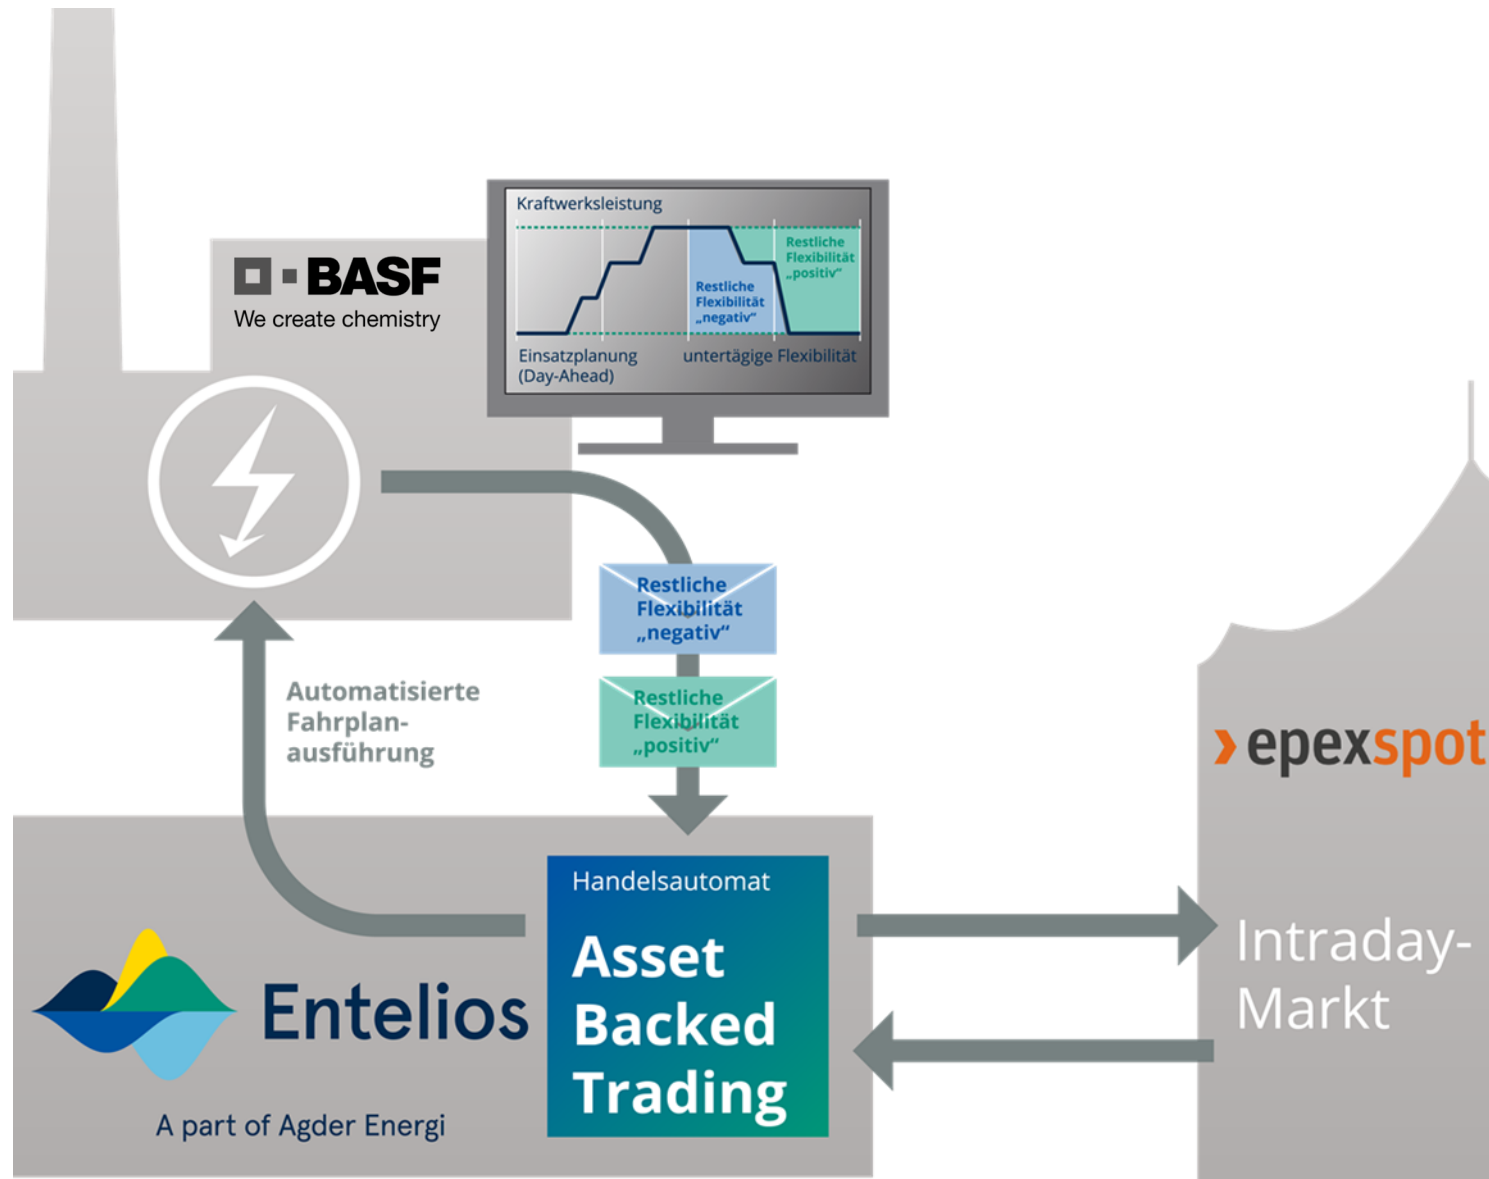 Kraftwerksleistung
Restliche
Flexibilität
„positiv“
Restliche
Flexibilität
„negativ“
Einsatzplanung
(Day-Ahead)
untertägige Flexibilität
BASF
We create chemistry
Restliche
Flexibilität
„negativ“
Restliche
Flexibilität
„positiv“
Automatisierte
Fahrplan-
ausführung
epexspot
Intraday-
Markt
Handelsautomat
Asset
Backed
Trading
Entelios
A part of Agder Energi